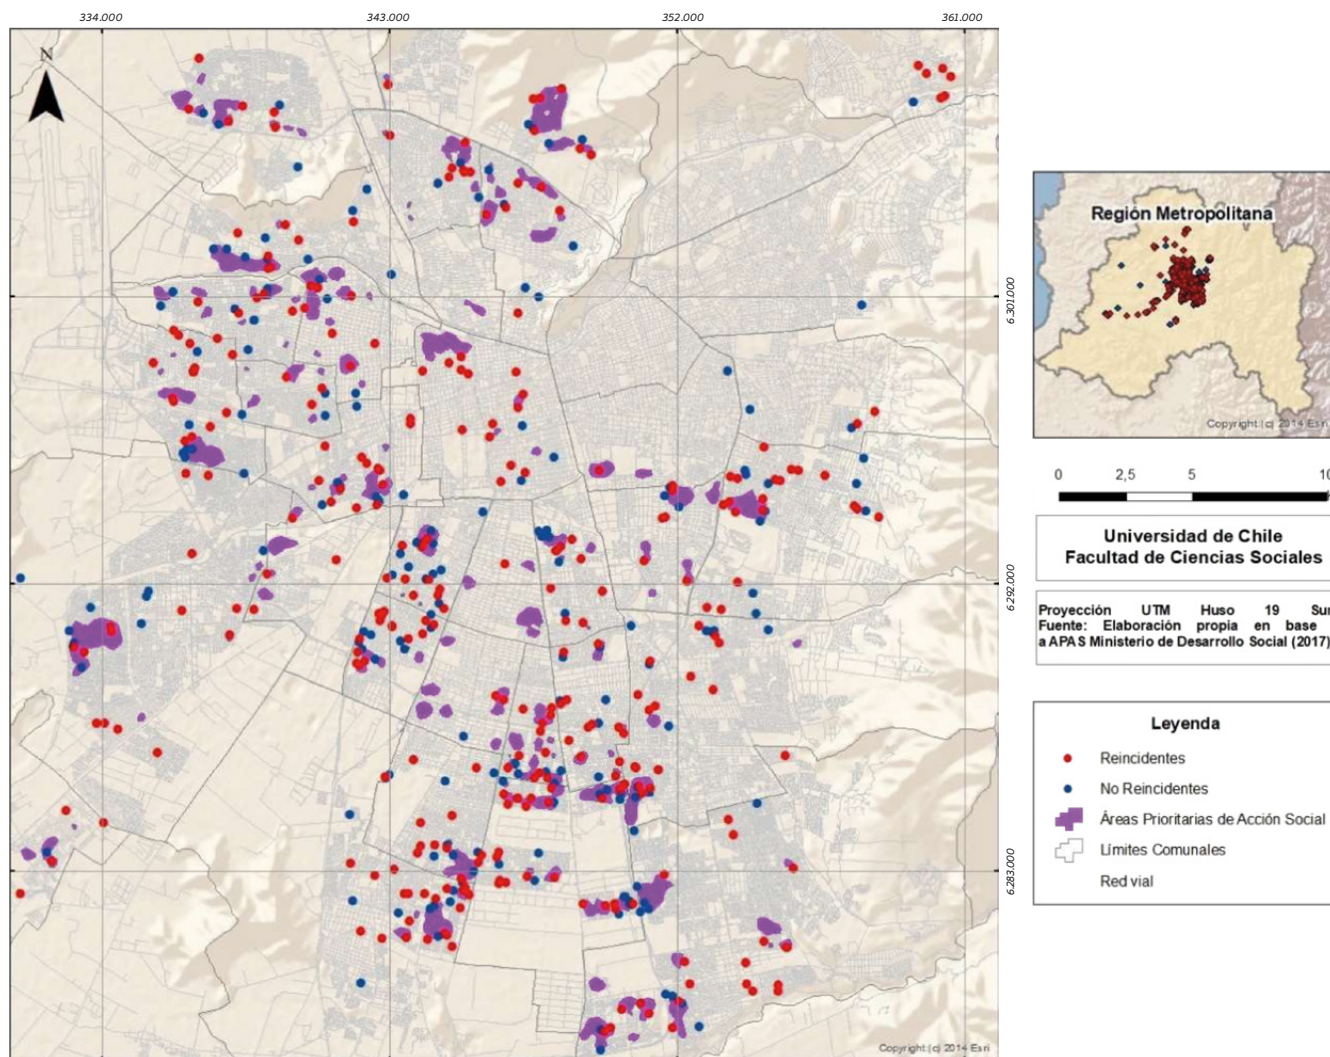 334.000 343.000 352.000 361.000
N
6.301.000
6.292.000
6.283.000
Copyright:(c) 2014 Esri
Región Metropolitana
Copyright:(c) 2014 Esri
0 2,5 5 10
Universidad de Chile
Facultad de Ciencias Sociales
Proyección UTM Huso 19 Sur
Fuente: Elaboración propia en base
a APAS Ministerio de Desarrollo Social (2017)
Leyenda
Reincidentes
No Reincidentes
Áreas Prioritarias de Acción Social
Límites Comunales
Red vial